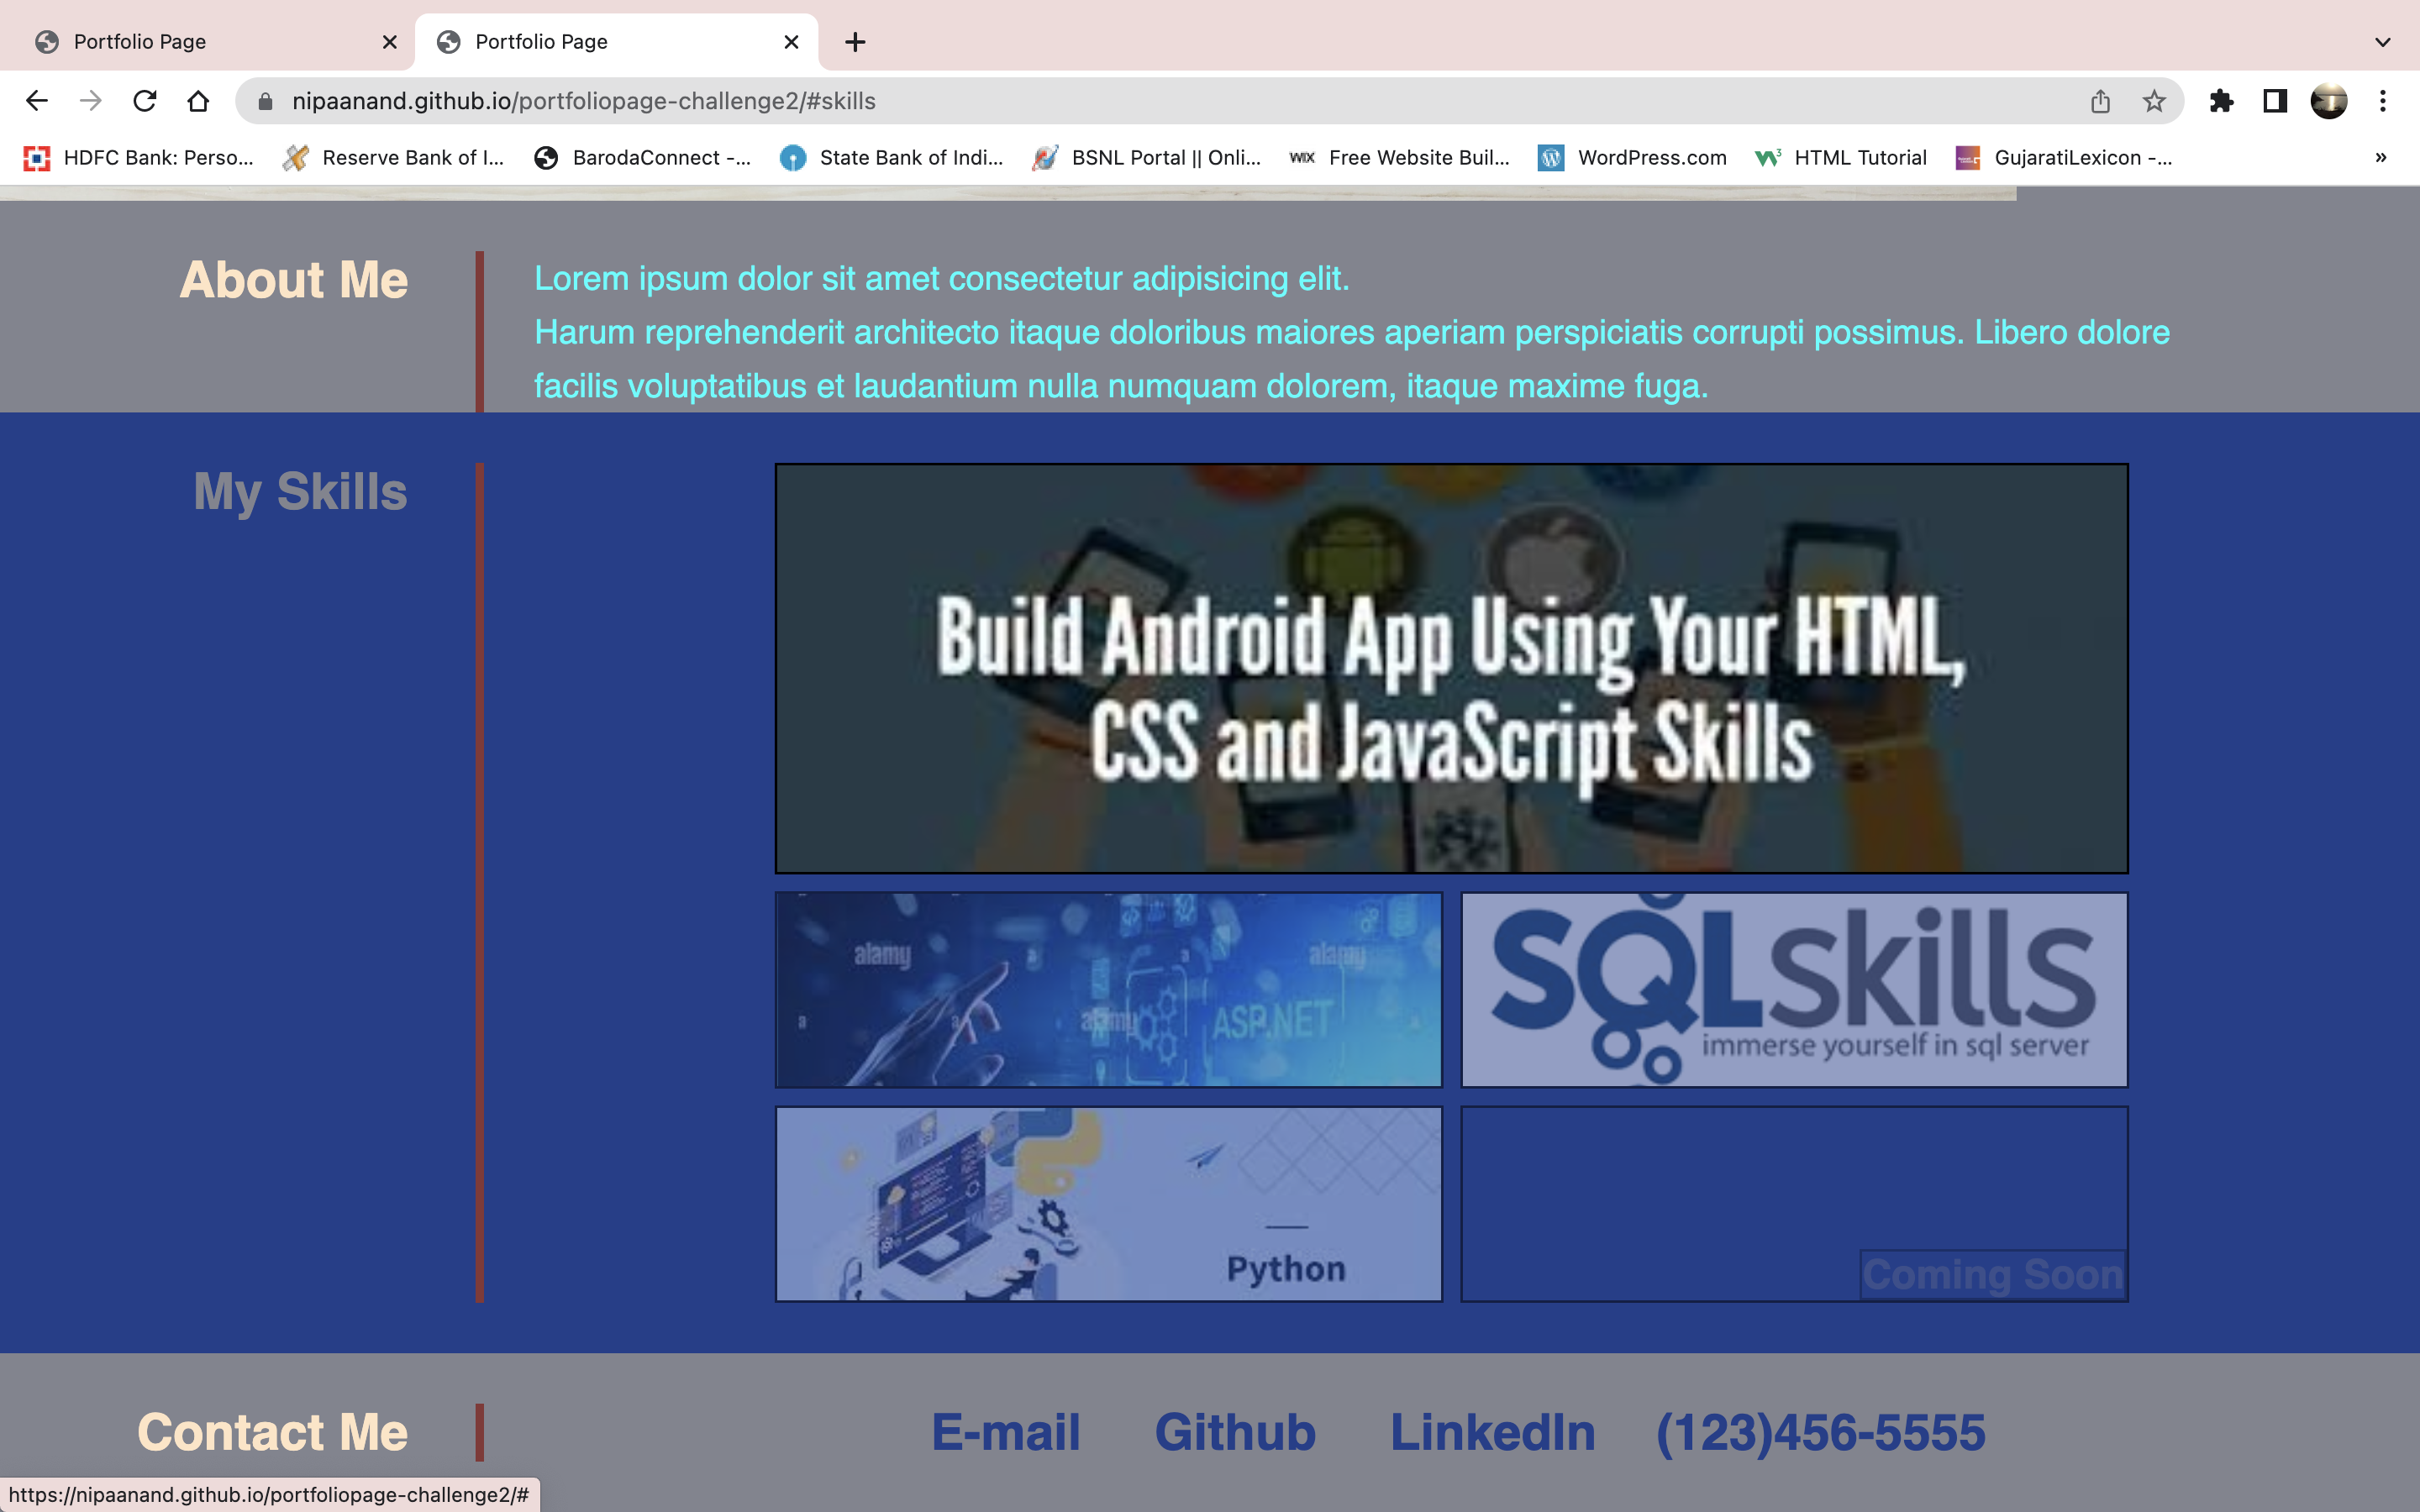 Portfolio Page
Portfolio Page
nipaanand.github.io/portfoliopage-challenge2/#skills
HDFC Bank: Perso...
Reserve Bank of I...
BarodaConnect -...
State Bank of Indi...
BSNL Portal || Onli...
WIX
Free Website Buil...
WordPress.com
HTML Tutorial
GujaratiLexicon -...
About Me
Lorem ipsum dolor sit amet consectetur adipisicing elit.
Harum reprehenderit architecto itaque doloribus maiores aperiam perspiciatis corrupti possimus. Libero dolore
facilis voluptatibus et laudantium nulla numquam dolorem, itaque maxime fuga.
My Skills
Build Android App Using Your HTML,
CSS and JavaScript Skills
alamy
alamy
a
a
alamy
ASP.NET
SQLskills
immerse yourself in sql server
Python
Coming Soon
Contact Me
E-mail
Github
LinkedIn
(123)456-5555
https://nipaanand.github.io/portfoliopage-challenge2/#